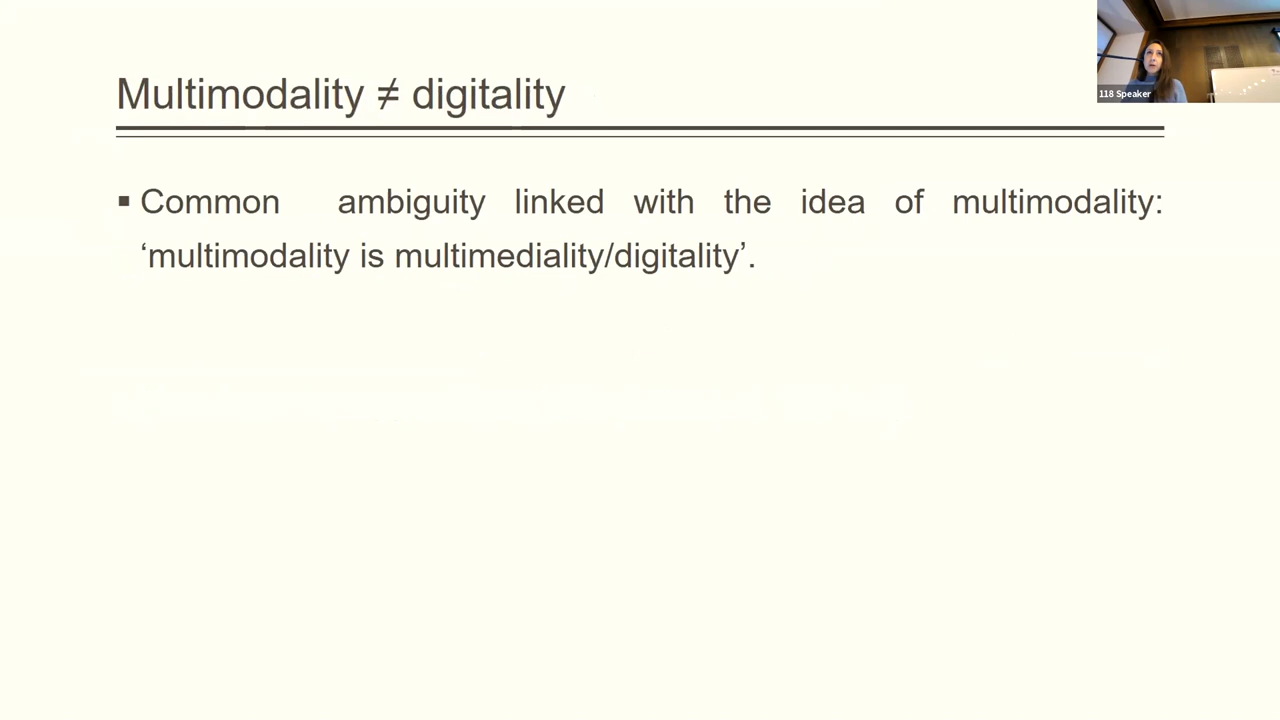 Multimodality ≠ digitality
118 Speaker
▪ Common ambiguity linked with the idea of multimodality:
‘multimodality is multimediality/digitality’.